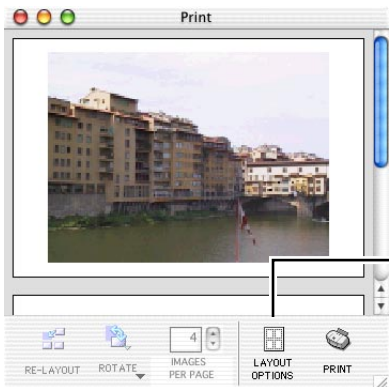 Print
4
RE-LAYOUT
ROTATE
IMAGES
PER PAGE
LAYOUT
OPTIONS
PRINT